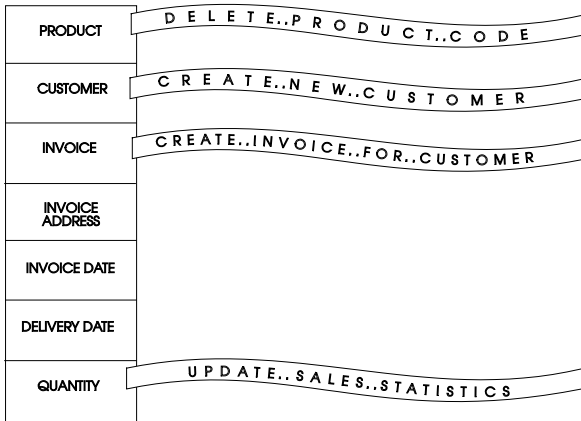 PRODUCT
DELETE..PRODUCT..CODE
CUSTOMER
CREATE..NEW..CUSTOMER
INVOICE
CREATE..INVOICE..FOR..CUSTOMER
INVOICE
ADDRESS
INVOICE DATE
DELIVERY DATE
QUANTITY
UPDATE..SALES..STATISTICS